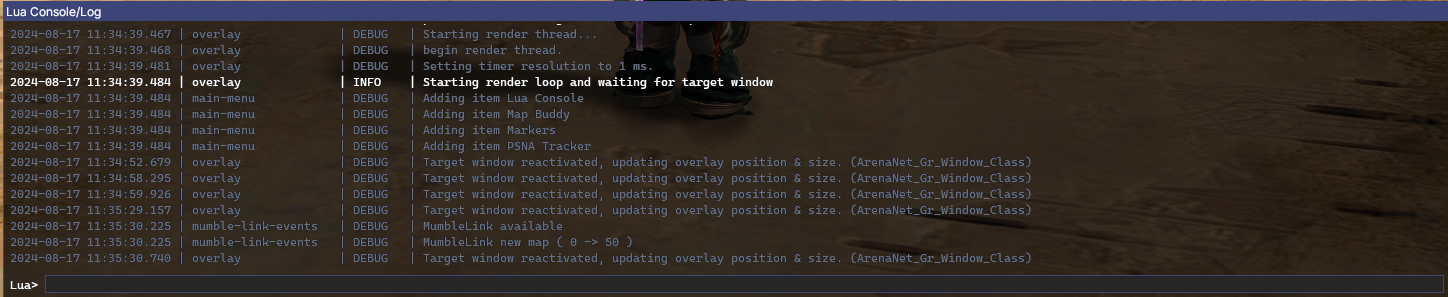 Lua Console/Log
2024-08-17 11:34:39.467 | overlay | DEBUG | Starting render thread...
2024-08-17 11:34:39.468 | overlay | DEBUG | begin render thread.
2024-08-17 11:34:39.481 | overlay | DEBUG | Setting timer resolution to 1 ms.
2024-08-17 11:34:39.484 | overlay | INFO | Starting render loop and waiting for target window
2024-08-17 11:34:39.484 | main-menu | DEBUG | Adding item Lua Console
2024-08-17 11:34:39.484 | main-menu | DEBUG | Adding item Map Buddy
2024-08-17 11:34:39.484 | main-menu | DEBUG | Adding item Markers
2024-08-17 11:34:39.484 | main-menu | DEBUG | Adding item PSNA Tracker
2024-08-17 11:34:52.679 | overlay | DEBUG | Target window reactivated, updating overlay position & size. (ArenaNet_Gr_Window_Class)
2024-08-17 11:34:58.295 | overlay | DEBUG | Target window reactivated, updating overlay position & size. (ArenaNet_Gr_Window_Class)
2024-08-17 11:34:59.926 | overlay | DEBUG | Target window reactivated, updating overlay position & size. (ArenaNet_Gr_Window_Class)
2024-08-17 11:35:29.157 | overlay | DEBUG | Target window reactivated, updating overlay position & size. (ArenaNet_Gr_Window_Class)
2024-08-17 11:35:30.225 | mumble-link-events | DEBUG | MumbleLink available
2024-08-17 11:35:30.225 | mumble-link-events | DEBUG | MumbleLink new map ( 0 -> 50 )
2024-08-17 11:35:30.740 | overlay | DEBUG | Target window reactivated, updating overlay position & size. (ArenaNet_Gr_Window_Class)
Lua>